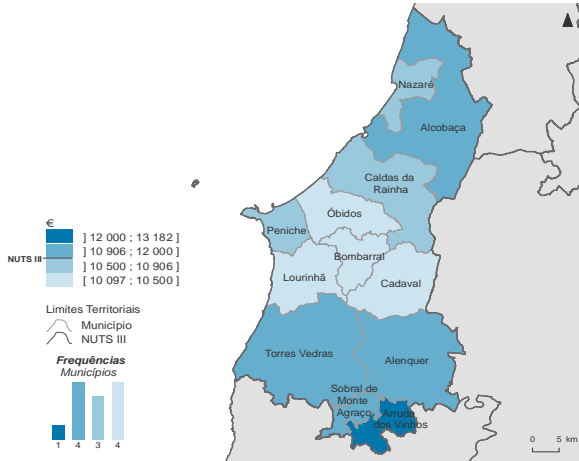 Nazaré
Alcobaça
Caldas da
Rainha
Óbidos
Peniche
Bombarral
Lourinhã
Cadaval
Torres Vedras
Alenquer
Sobral de
Monte
Agraço
Arruda
dos Vinhos
€
] 12 000 ; 13 182 ]
] 10 906 ; 12 000 ]
NUTS III
] 10 500 ; 10 906 ]
[ 10 097 ; 10 500 ]
Limites Territoriais
Município
NUTS III
Frequências
Municípios
1 4 3 4
0 5 km